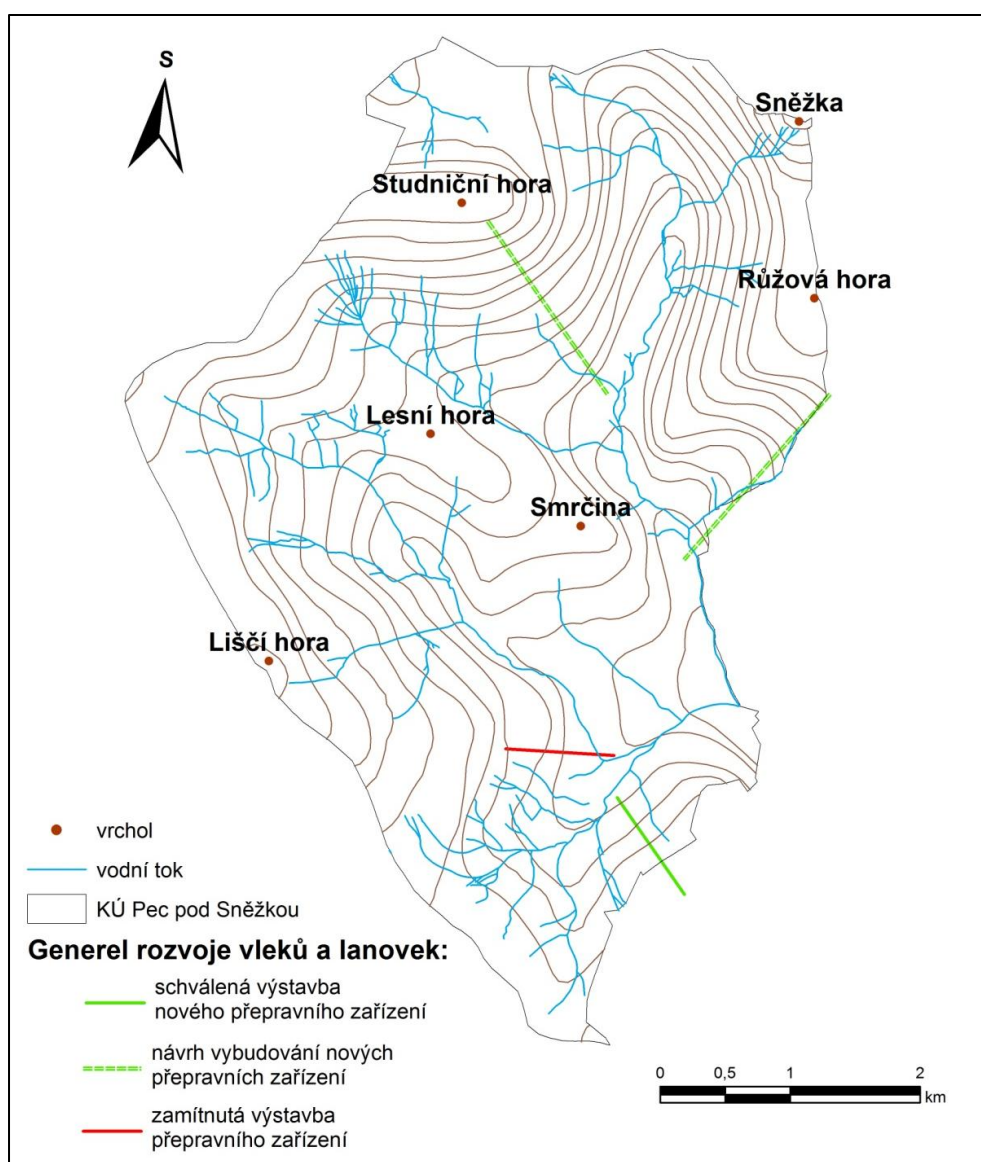 S
Sněžka
Studniční hora
Růžová hora
Lesní hora
Smrčina
Liščí hora
vrchol
vodní tok
KÚ Pec pod Sněžkou
Generel rozvoje vleků a lanovek:
schválená výstavba
nového přepravního zařízení
návrh vybudování nových
přepravních zařízení
zamítnutá výstavba
přepravního zařízení
0 0,5 1 2
km